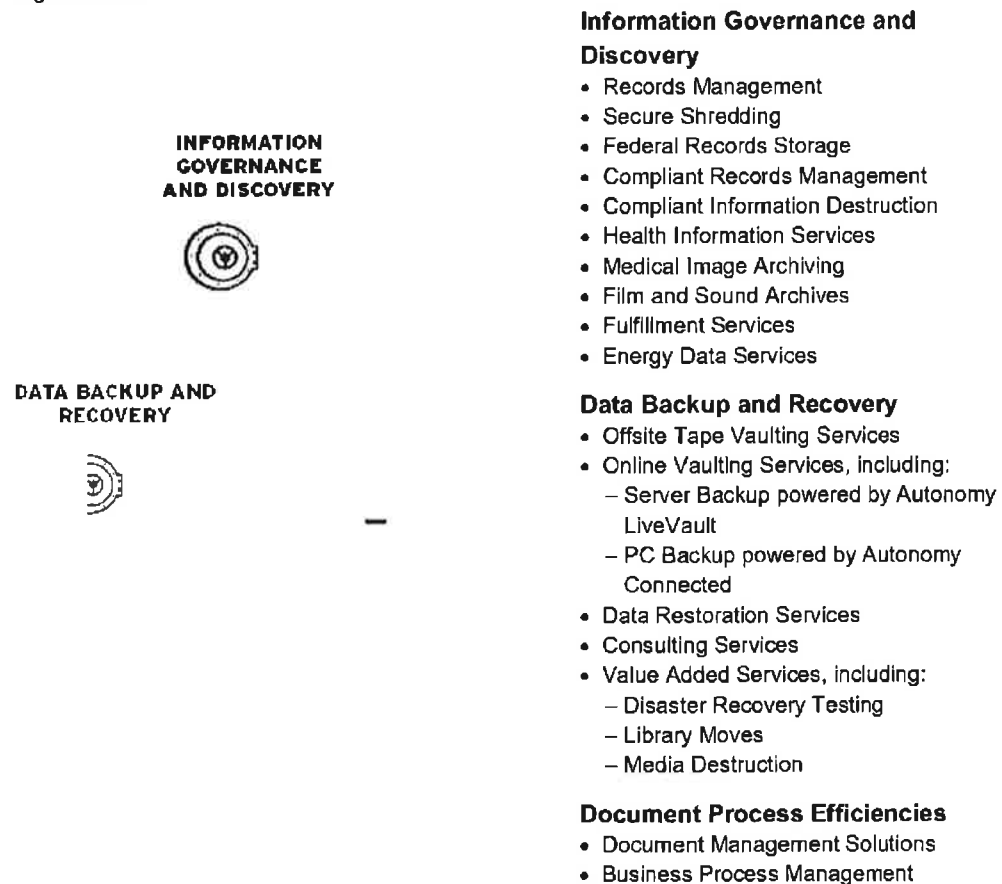 INFORMATION
GOVERNANCE
AND DISCOVERY
DATA BACKUP AND
RECOVERY
Information Governance and
Discovery
• Records Management
• Secure Shredding
• Federal Records Storage
• Compliant Records Management
• Compliant Information Destruction
• Health Information Services
• Medical Image Archiving
• Film and Sound Archives
• Fulfillment Services
• Energy Data Services
Data Backup and Recovery
• Offsite Tape Vaulting Services
• Online Vaulting Services, including:
– Server Backup powered by Autonomy
LiveVault
– PC Backup powered by Autonomy
Connected
• Data Restoration Services
• Consulting Services
• Value Added Services, including:
– Disaster Recovery Testing
– Library Moves
– Media Destruction
Document Process Efficiencies
• Document Management Solutions
• Business Process Management